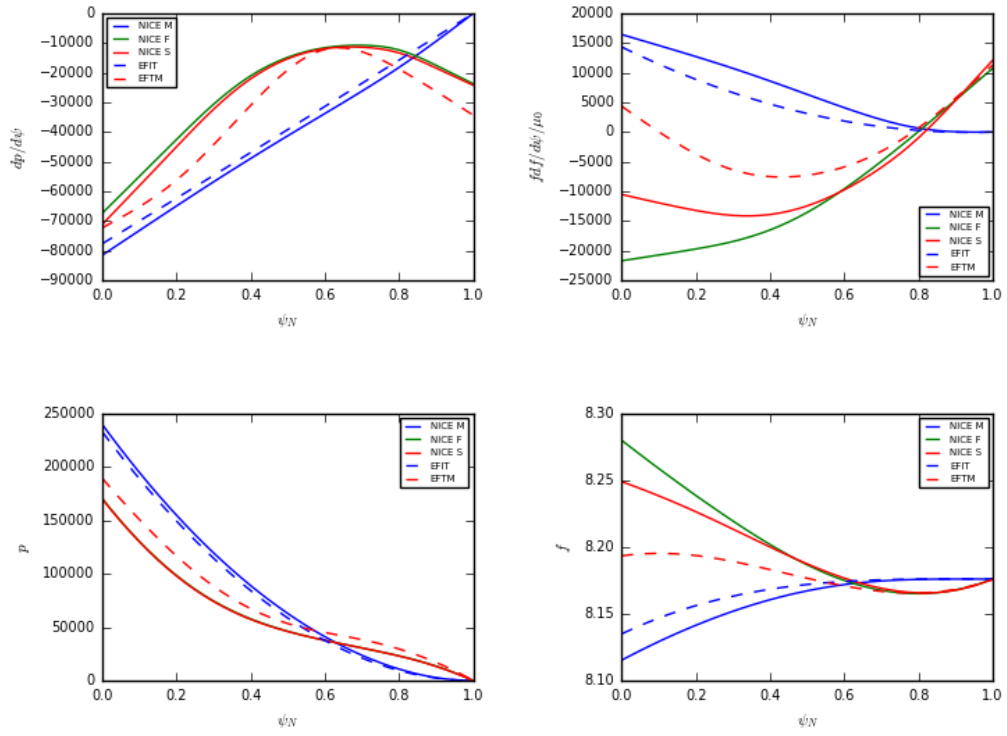 0
−10000
−20000
−30000
−40000
−50000
−60000
−70000
−80000
−90000
dp/dψ
NICE M
NICE F
NICE S
EFIT
EFTM
0.0 0.2 0.4 0.6 0.8 1.0
ψ_N
20000
15000
10000
5000
0
−5000
−10000
−15000
−20000
−25000
fdf/dψ/μ0
NICE M
NICE F
NICE S
EFIT
EFTM
0.0 0.2 0.4 0.6 0.8 1.0
ψ_N
250000
200000
150000
100000
50000
0
p
NICE M
NICE F
NICE S
EFIT
EFTM
0.0 0.2 0.4 0.6 0.8 1.0
ψ_N
8.30
8.25
8.20
8.15
8.10
f
NICE M
NICE F
NICE S
EFIT
EFTM
0.0 0.2 0.4 0.6 0.8 1.0
ψ_N